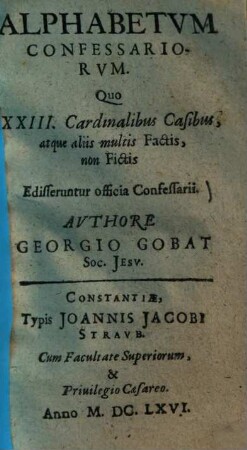 ALPHABETVM
CONFESSARIO-
RVM.
Quo
XXIII. Cardinalibus Casibus,
atque aliis multis Factis,
non Fictis
Edisseruntur officia Confessarii.
AVTHORE
GEORGIO GOBAT
Soc. JESV.
CONSTANTIÆ,
Typis JOANNIS JACOBI
STRAVB.
Cum Facultate Superiorum,
&
Privilegio Cæsareo.
Anno M. DC. LXVI.